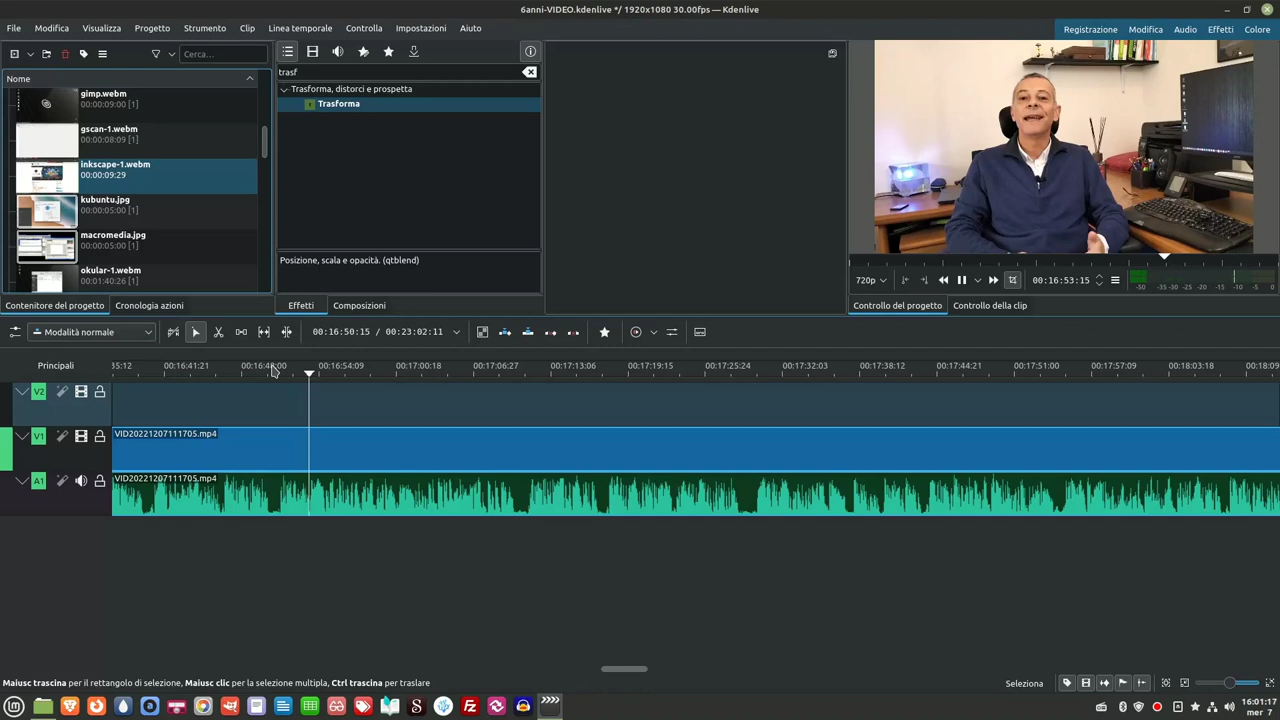 6anni-VIDEO.kdenlive */ 1920x1080 30.00fps — Kdenlive
File Modifica Visualizza Progetto Strumento Clip Linea temporale Controlla Impostazioni Aiuto
Registrazione Modifica Audio Effetti Colore
Cerca...
trasf
Nome
gimp.webm
00:00:09:00 [1]
gscan-1.webm
00:00:08:09 [1]
inkscape-1.webm
00:00:09:29
kubuntu.jpg
00:00:05:00 [1]
macromedia.jpg
00:00:05:00 [1]
okular-1.webm
00:01:40:26 [1]
Trasforma, distorci e prospetta
Trasforma
Posizione, scala e opacità. (qtblend)
720p 00:16:53:15
-50 -35 -30 -25 -20 -15 -10 -5 0
Contenitore del progetto Cronologia azioni
Effetti Composizioni
Controllo del progetto Controllo della clip
Modalità normale
00:16:50:15 / 00:23:02:11
Principali
35:12 00:16:41:21 00:16:48:00 00:16:54:09 00:17:00:18 00:17:06:27 00:17:13:06 00:17:19:15 00:17:25:24 00:17:32:03 00:17:38:12 00:17:44:21 00:17:51:00 00:17:57:09 00:18:03:18 00:18:09
V2
V1
VID20221207111705.mp4
A1
VID20221207111705.mp4
Maiusc trascina per il rettangolo di selezione, Maiusc clic per la selezione multipla, Ctrl trascina per traslare
Seleziona
16:01:17
mer 7